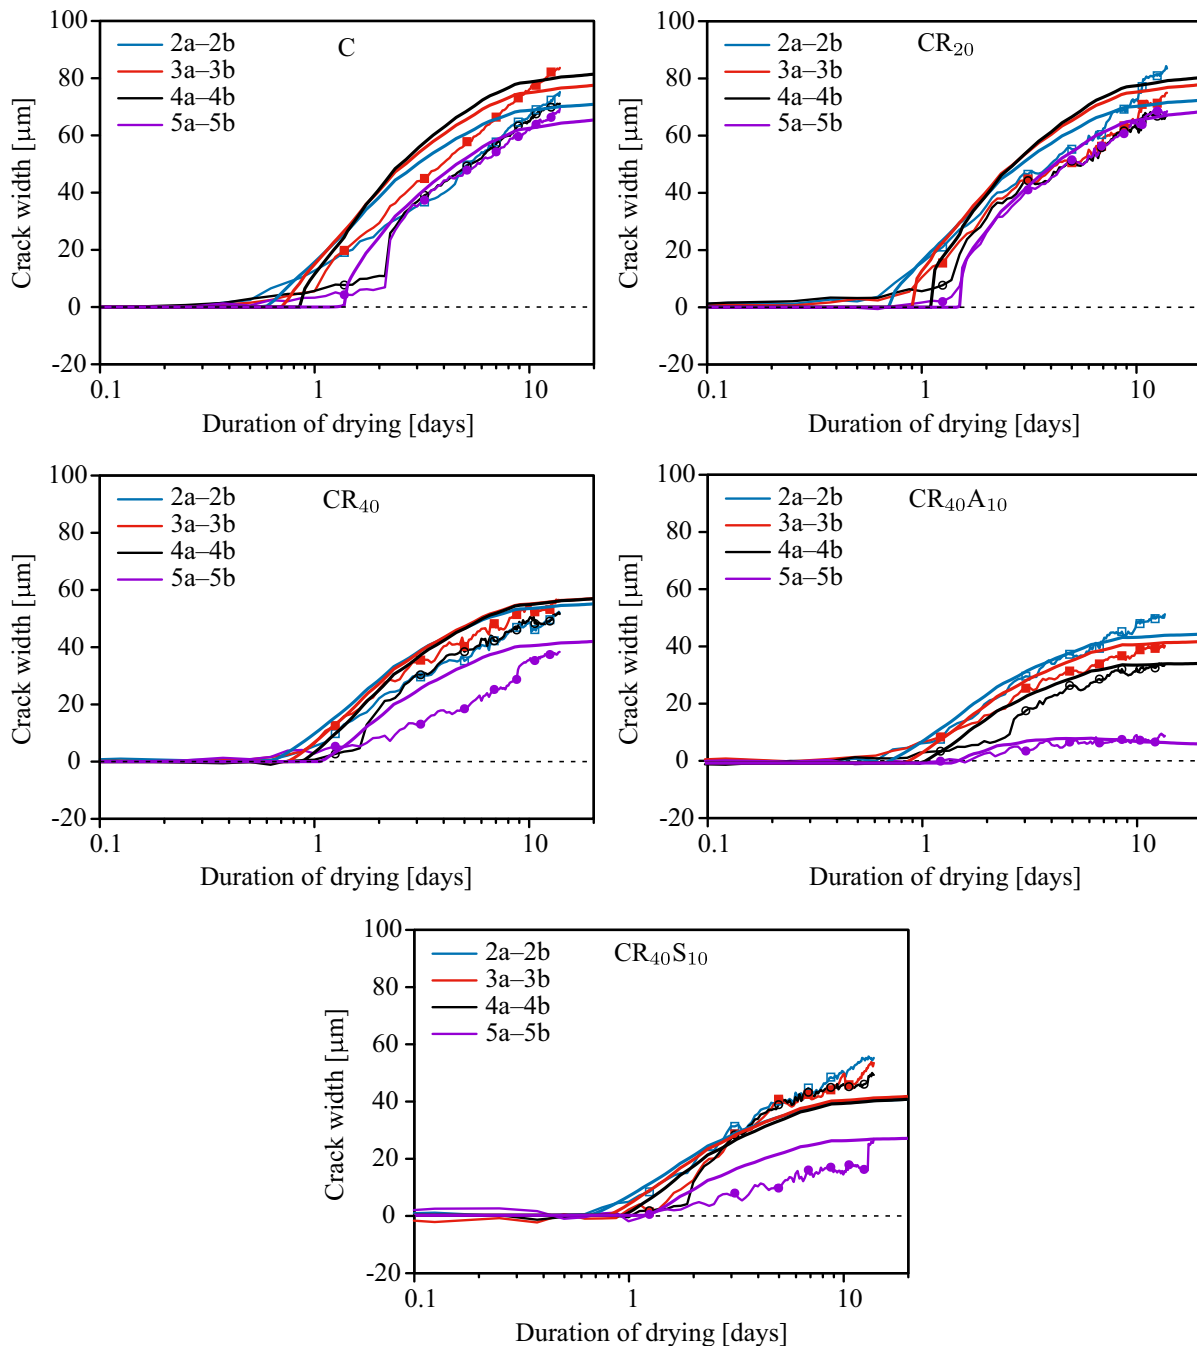 C
2a–2b
3a–3b
4a–4b
5a–5b
100
80
60
40
20
0
-20
Crack width [µm]
0.1
1
10
Duration of drying [days]
CR20
2a–2b
3a–3b
4a–4b
5a–5b
100
80
60
40
20
0
-20
Crack width [µm]
0.1
1
10
Duration of drying [days]
CR40
2a–2b
3a–3b
4a–4b
5a–5b
100
80
60
40
20
0
-20
Crack width [µm]
0.1
1
10
Duration of drying [days]
CR40A10
2a–2b
3a–3b
4a–4b
5a–5b
100
80
60
40
20
0
-20
Crack width [µm]
0.1
1
10
Duration of drying [days]
CR40S10
2a–2b
3a–3b
4a–4b
5a–5b
100
80
60
40
20
0
-20
Crack width [µm]
0.1
1
10
Duration of drying [days]